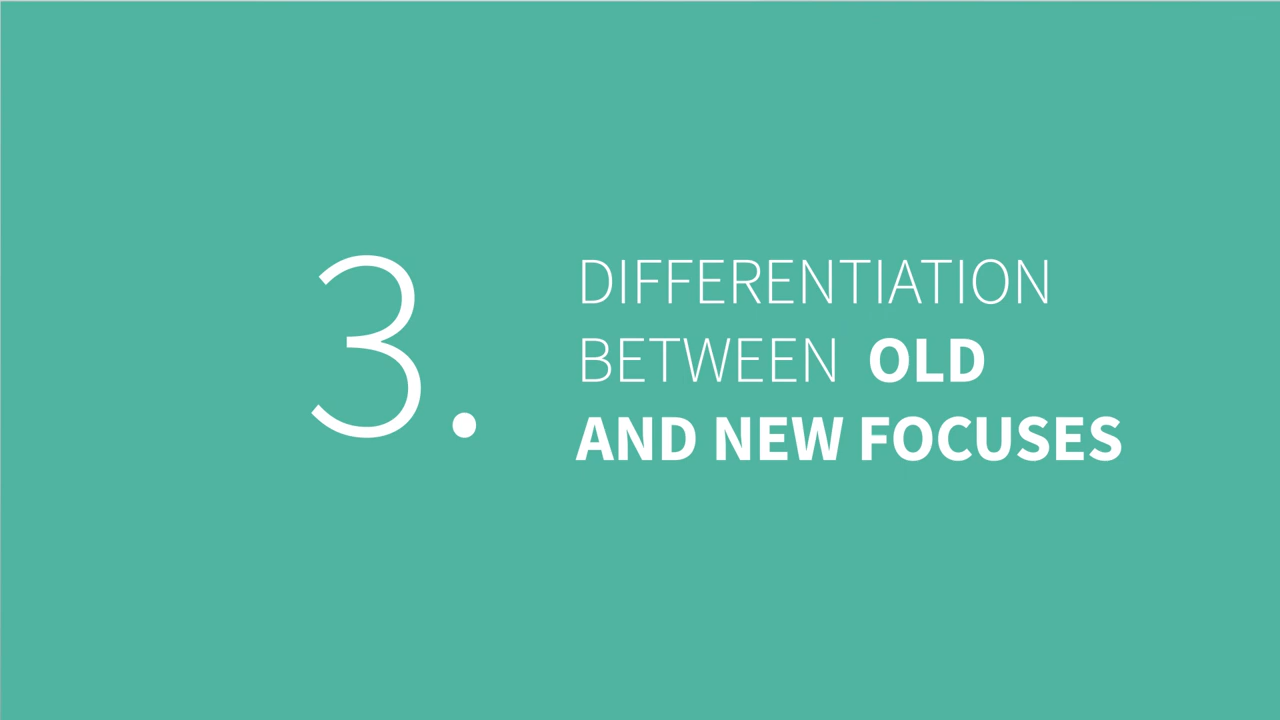 3.
DIFFERENTIATION
BETWEEN OLD
AND NEW FOCUSES